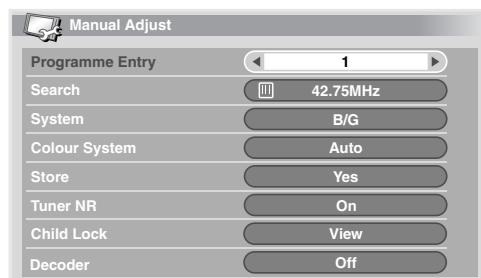 Manual Adjust
Programme Entry 1
Search 42.75MHz
System B/G
Colour System Auto
Store Yes
Tuner NR On
Child Lock View
Decoder Off